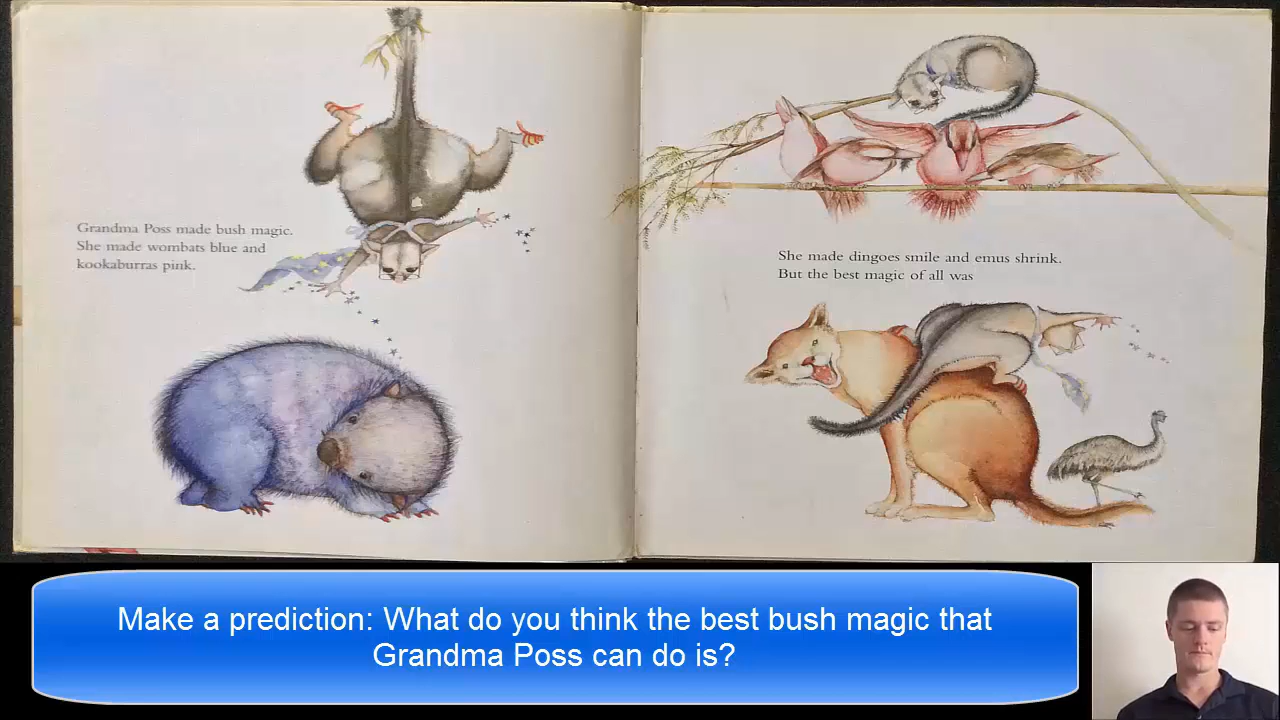 Grandma Poss made bush magic.
She made wombats blue and
kookaburras pink.
She made dingoes smile and emus shrink.
But the best magic of all was
Make a prediction: What do you think the best bush magic that
Grandma Poss can do is?